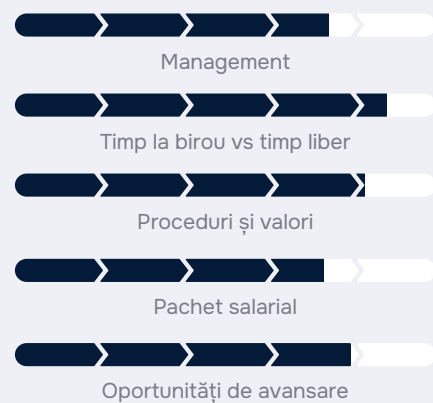 Management
Timp la birou vs timp liber
Proceduri și valori
Pachet salarial
Oportunități de avansare